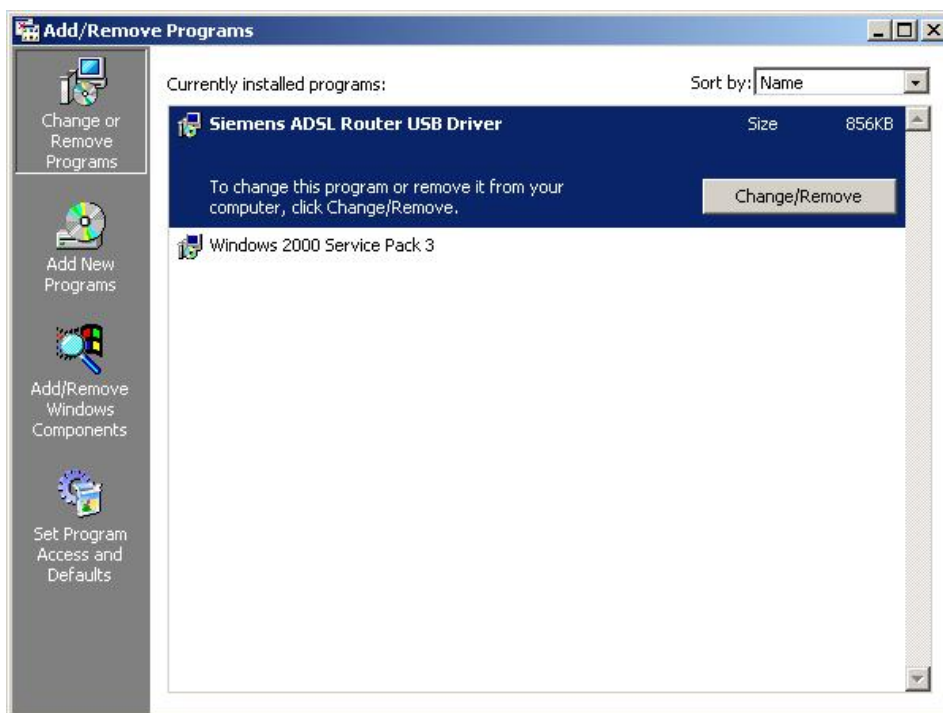 Add/Remove Programs
Change or
Remove
Programs
Add New
Programs
Add/Remove
Windows
Components
Set Program
Access and
Defaults
Currently installed programs:
Sort by: Name
Siemens ADSL Router USB Driver Size 856KB
To change this program or remove it from your
computer, click Change/Remove.
Change/Remove
Windows 2000 Service Pack 3